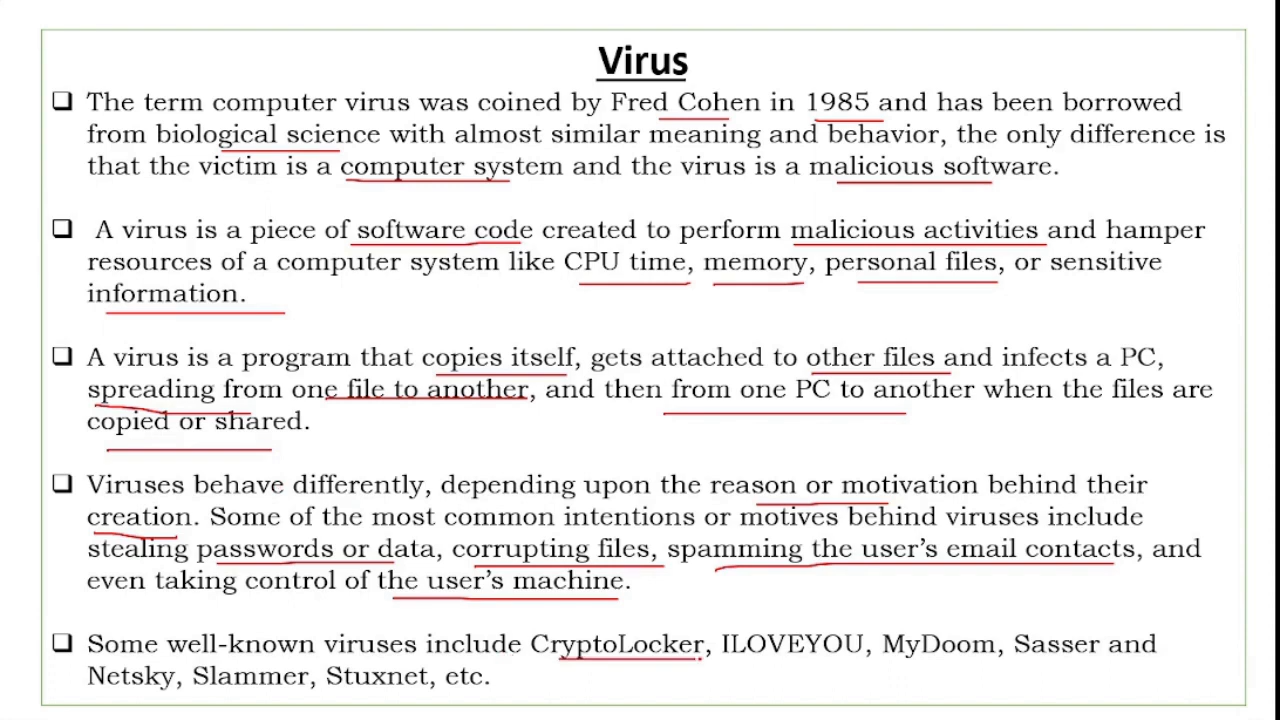 Virus
❑ The term computer virus was coined by Fred Cohen in 1985 and has been borrowed
from biological science with almost similar meaning and behavior, the only difference is
that the victim is a computer system and the virus is a malicious software.
❑ A virus is a piece of software code created to perform malicious activities and hamper
resources of a computer system like CPU time, memory, personal files, or sensitive
information.
❑ A virus is a program that copies itself, gets attached to other files and infects a PC,
spreading from one file to another, and then from one PC to another when the files are
copied or shared.
❑ Viruses behave differently, depending upon the reason or motivation behind their
creation. Some of the most common intentions or motives behind viruses include
stealing passwords or data, corrupting files, spamming the user’s email contacts, and
even taking control of the user’s machine.
❑ Some well-known viruses include CryptoLocker, ILOVEYOU, MyDoom, Sasser and
Netsky, Slammer, Stuxnet, etc.